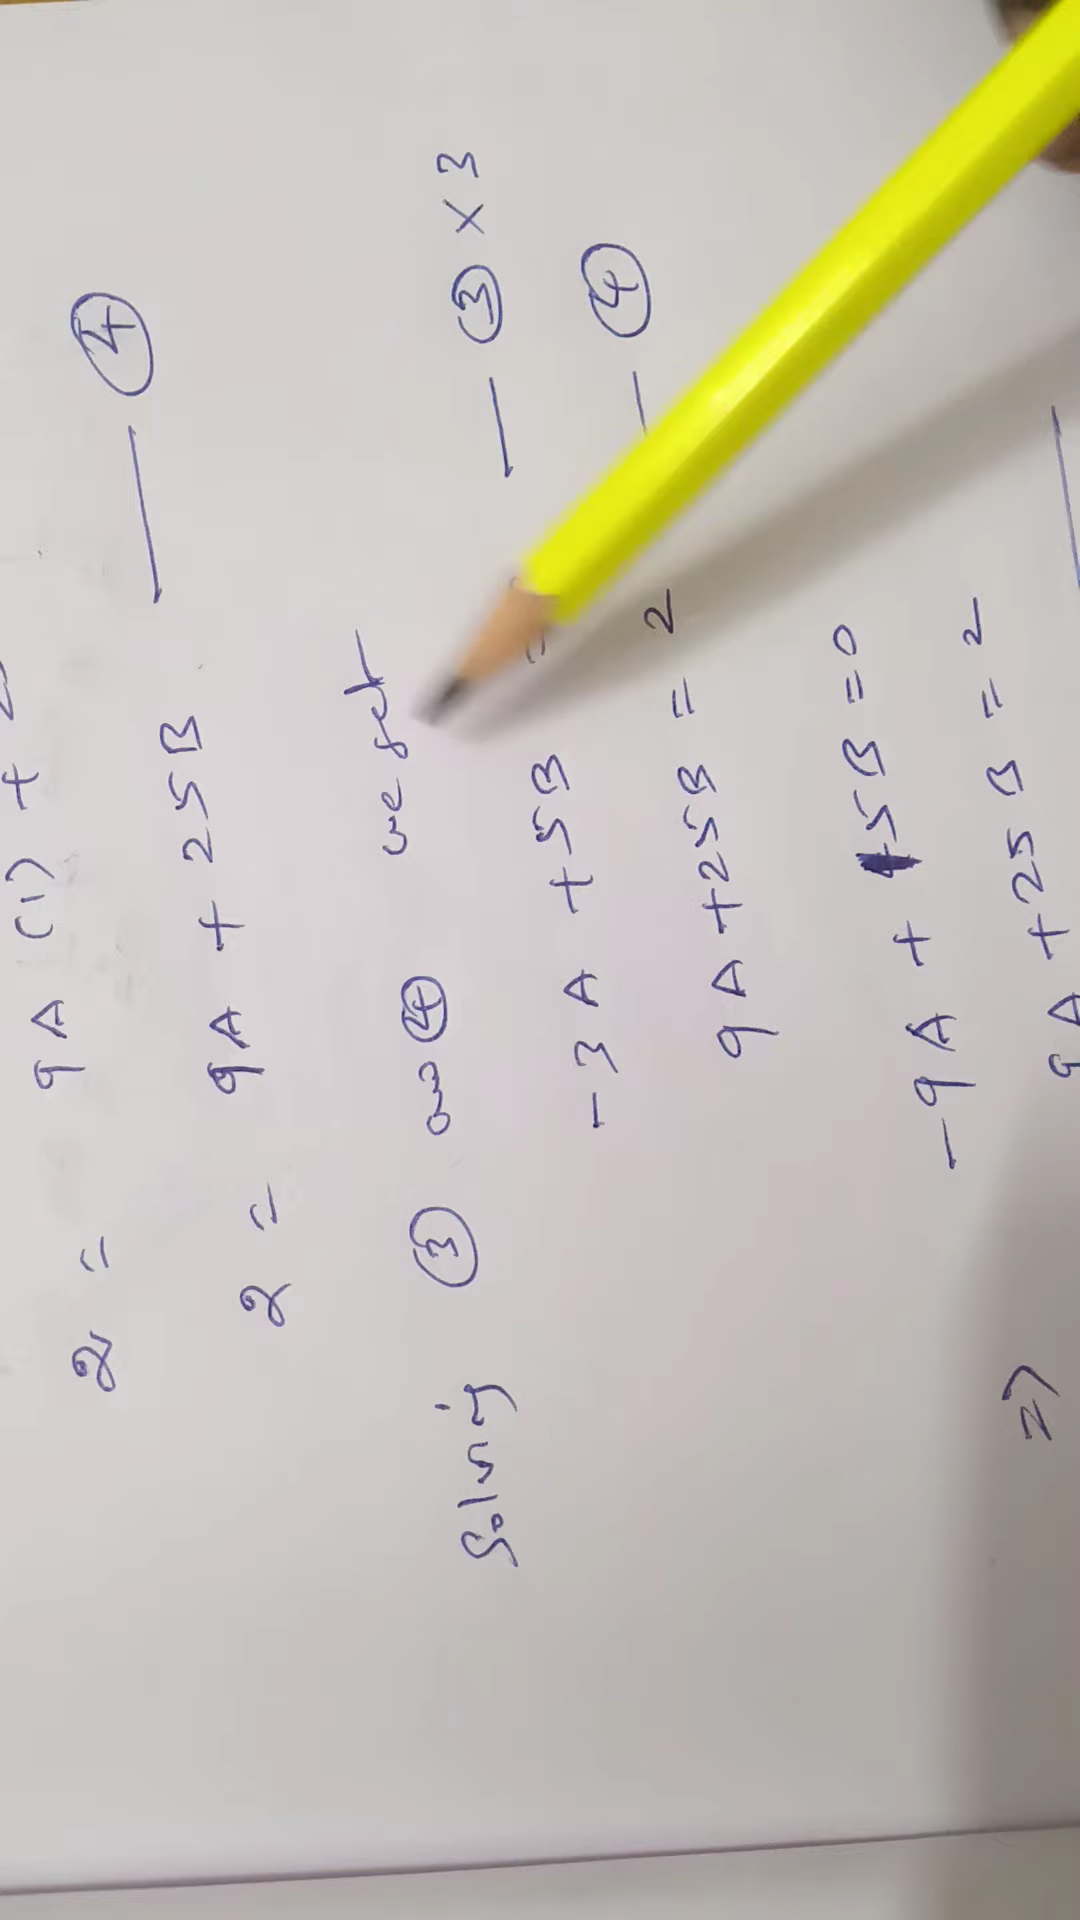 2 = 9A (1) +
2 = 9A + 25B — ④
Solving ③ and ④ we get
-3A + 5B = — ③ × 3
9A + 25B = 2 — ④
-9A + 15B = 0
9A + 25B = 2
=)